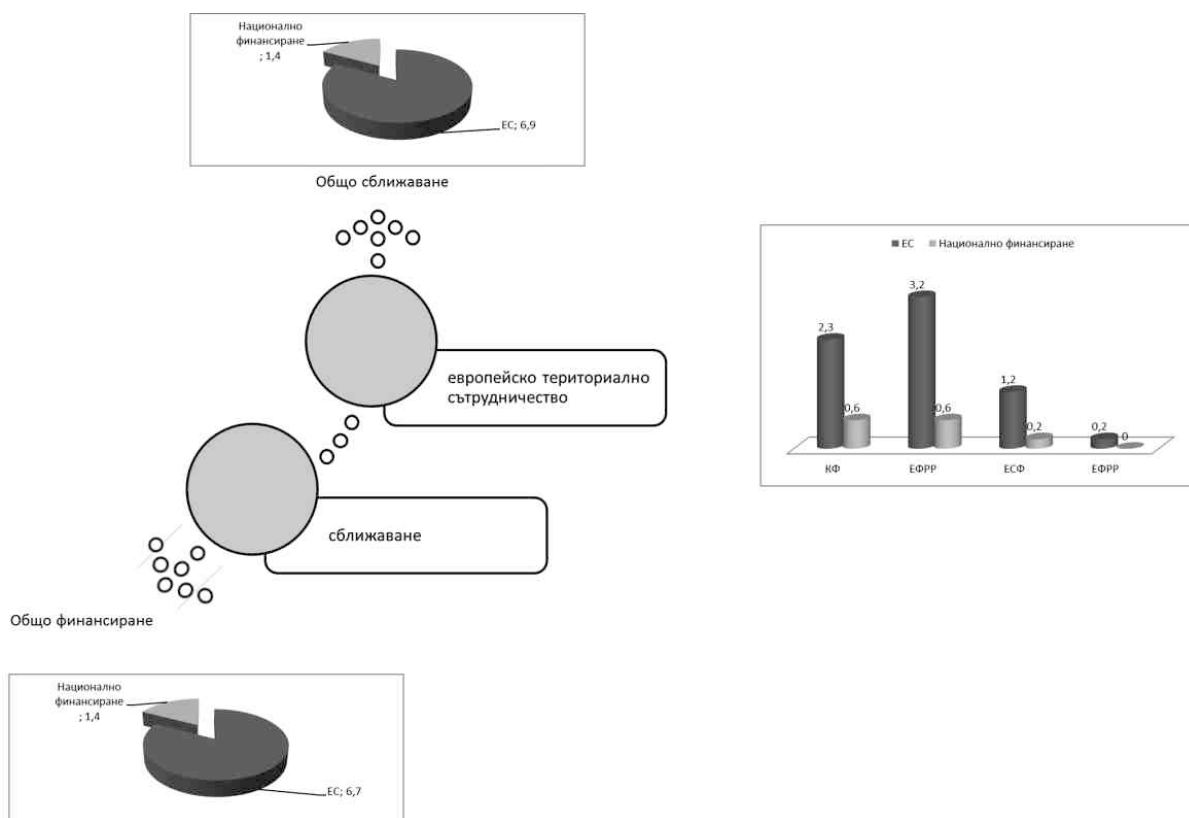 Национално
финансиране
; 1,4
ЕС; 6,9
Общо сближаване
ЕС Национално финансиране
3,2
2,3
1,2
0,6
0,6
0,2
0,2
0
КФ ЕФРР ЕСФ ЕФРР
европейско териториално
сътрудничество
сближаване
Общо финансиране
Национално
финансиране
; 1,4
ЕС; 6,7